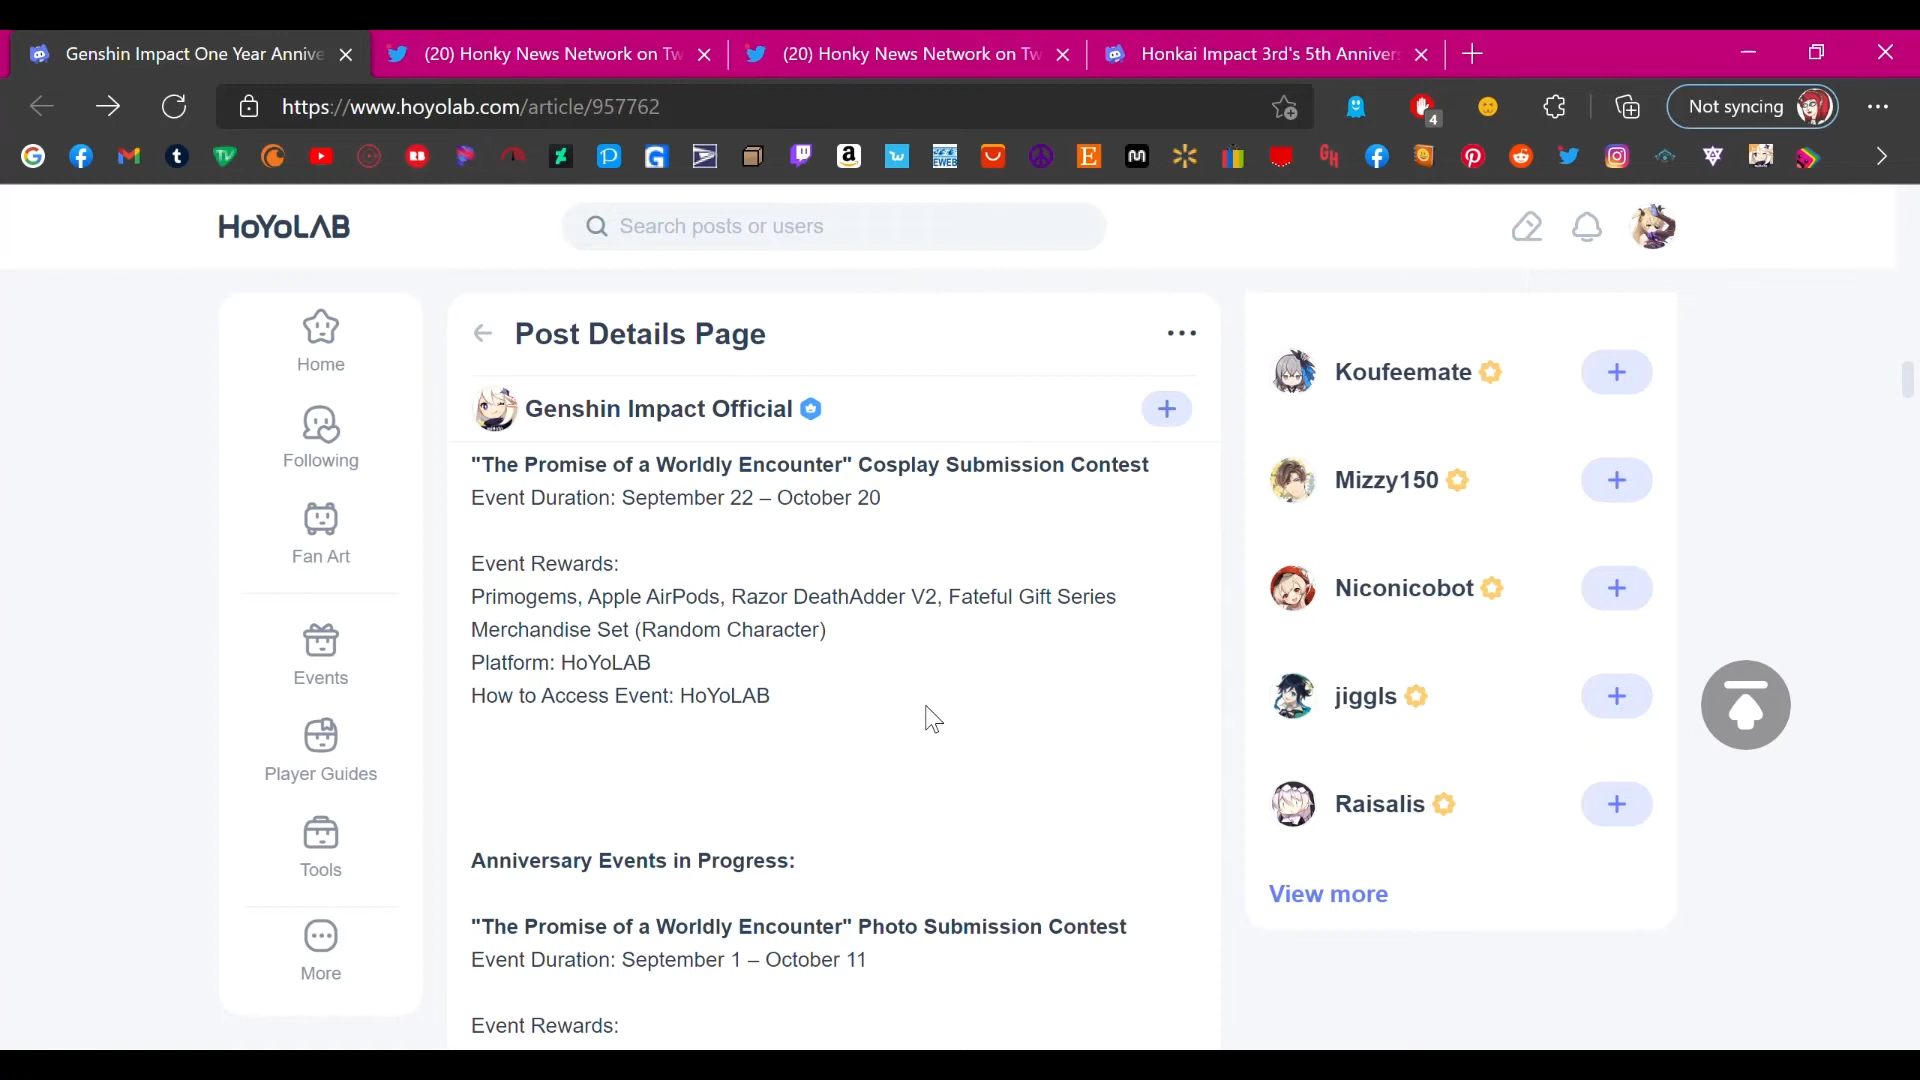 Genshin Impact One Year Annive
(20) Honky News Network on Tw
(20) Honky News Network on Tw
Honkai Impact 3rd's 5th Anniver
https://www.hoyolab.com/article/957762
4
Not syncing
HoYoLAB
Search posts or users
Home
Following
Fan Art
Events
Player Guides
Tools
More
Post Details Page
Genshin Impact Official
"The Promise of a Worldly Encounter" Cosplay Submission Contest
Event Duration: September 22 – October 20
Event Rewards:
Primogems, Apple AirPods, Razor DeathAdder V2, Fateful Gift Series
Merchandise Set (Random Character)
Platform: HoYoLAB
How to Access Event: HoYoLAB
Anniversary Events in Progress:
"The Promise of a Worldly Encounter" Photo Submission Contest
Event Duration: September 1 – October 11
Event Rewards:
Koufeemate
Mizzy150
Niconicobot
jiggls
Raisalis
View more